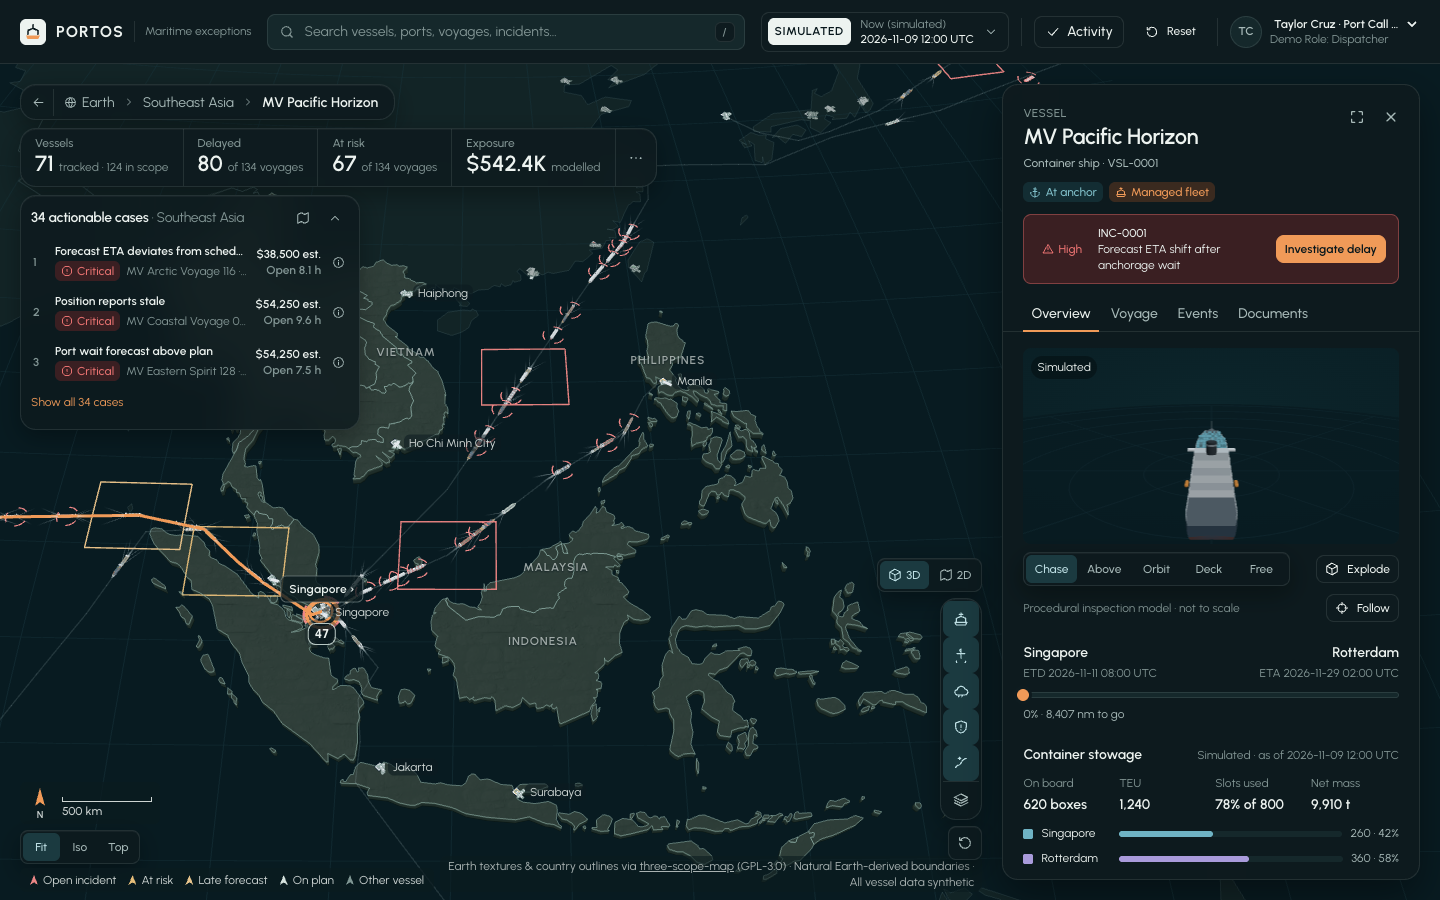 PORTOS
Maritime exceptions
Search vessels, ports, voyages, incidents...
/
SIMULATED
Now (simulated)
2026-11-09 12:00 UTC
Activity
Reset
TC
Taylor Cruz · Port Call ...
Demo Role: Dispatcher
Earth
Southeast Asia
MV Pacific Horizon
Vessels
71 tracked · 124 in scope
Delayed
80 of 134 voyages
At risk
67 of 134 voyages
Exposure
$542.4K modelled
34 actionable cases · Southeast Asia
1
Forecast ETA deviates from sched...
$38,500 est.
Critical
MV Arctic Voyage 116 ·...
Open 8.1 h
2
Position reports stale
$54,250 est.
Critical
MV Coastal Voyage 0...
Open 9.6 h
3
Port wait forecast above plan
$54,250 est.
Critical
MV Eastern Spirit 128 ·...
Open 7.5 h
Show all 34 cases
Haiphong
VIETNAM
PHILIPPINES
Manila
Ho Chi Minh City
MALAYSIA
Singapore ›
Singapore
47
INDONESIA
Jakarta
Surabaya
3D
2D
N
500 km
Fit
Iso
Top
Open incident
At risk
Late forecast
On plan
Other vessel
Earth textures & country outlines via three-scope-map (GPL-3.0) · Natural Earth-derived boundaries ·
All vessel data synthetic
VESSEL
MV Pacific Horizon
Container ship · VSL-0001
At anchor
Managed fleet
High
INC-0001
Forecast ETA shift after
anchorage wait
Investigate delay
Overview
Voyage
Events
Documents
Simulated
Chase
Above
Orbit
Deck
Free
Explode
Procedural inspection model · not to scale
Follow
Singapore
Rotterdam
ETD 2026-11-11 08:00 UTC
ETA 2026-11-29 02:00 UTC
0% · 8,407 nm to go
Container stowage
Simulated · as of 2026-11-09 12:00 UTC
On board
TEU
Slots used
Net mass
620 boxes
1,240
78% of 800
9,910 t
Singapore
260 · 42%
Rotterdam
360 · 58%